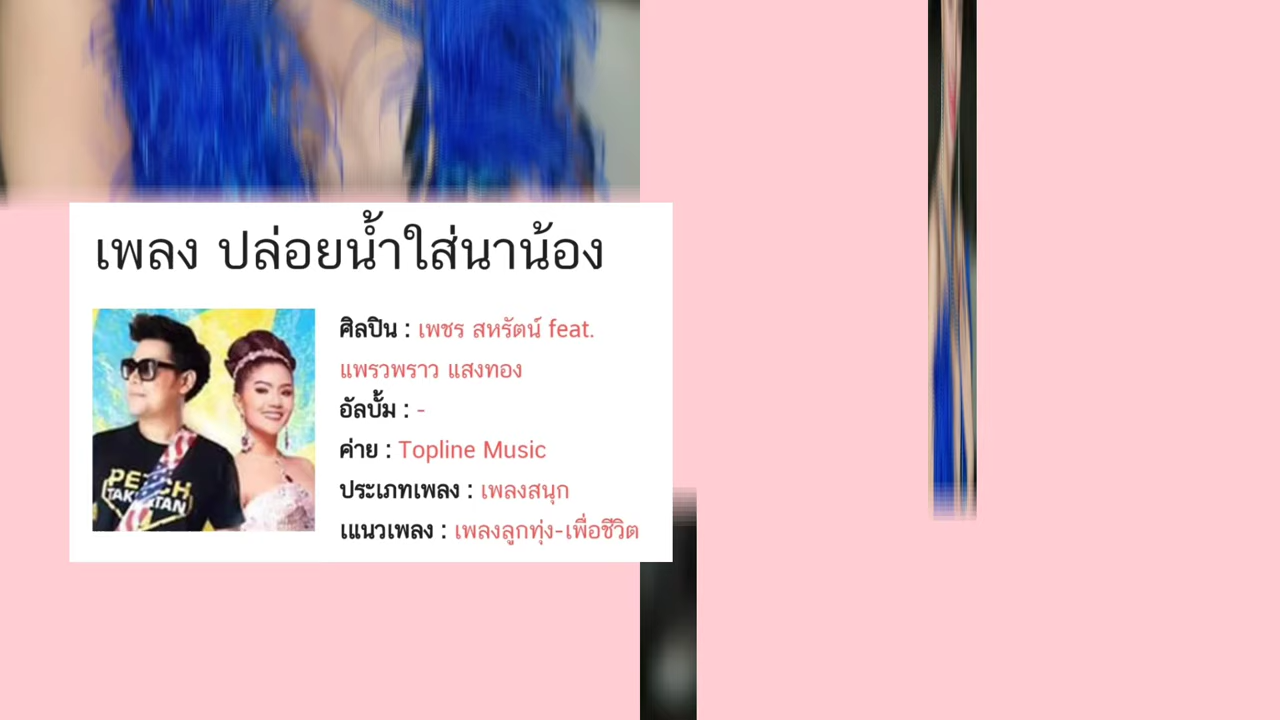 เพลง ปล่อยน้ำใส่นาน้อง
ศิลปิน : เพชร สหรัตน์ feat.
แพรวพราว แสงทอง
อัลบั้ม : -
ค่าย : Topline Music
ประเภทเพลง : เพลงสนุก
เแนวเพลง : เพลงลูกทุ่ง-เพื่อชีวิต
PETCH